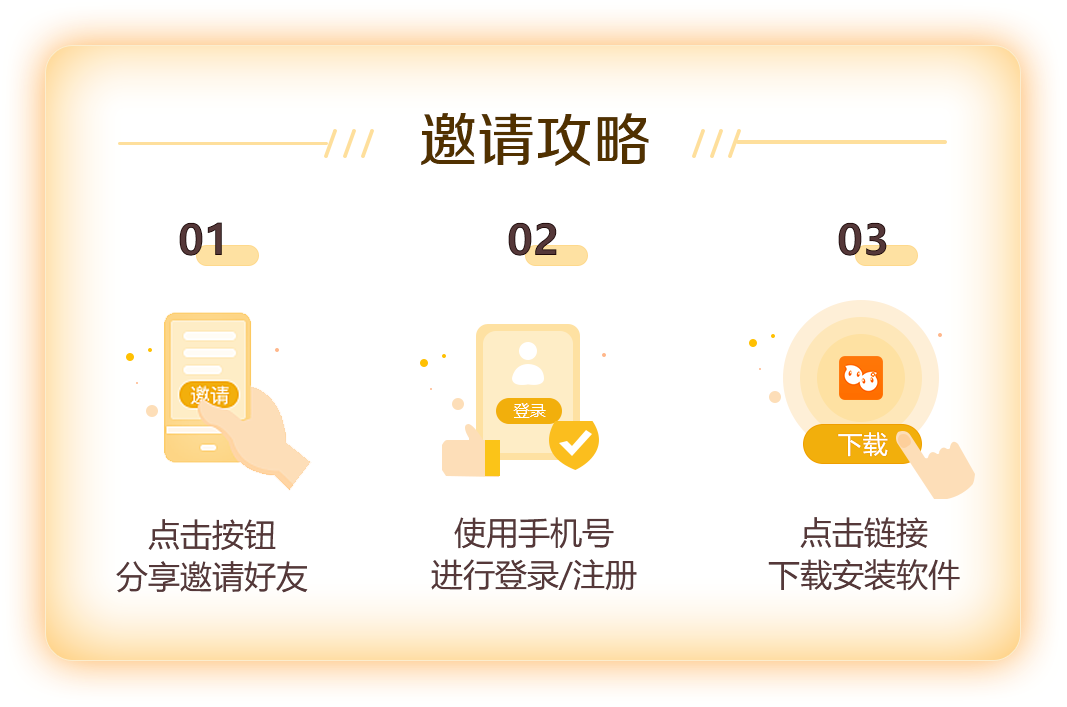 邀请攻略
01
02
03
邀请
登录
下载
点击按钮
分享邀请好友
使用手机号
进行登录/注册
点击链接
下载安装软件